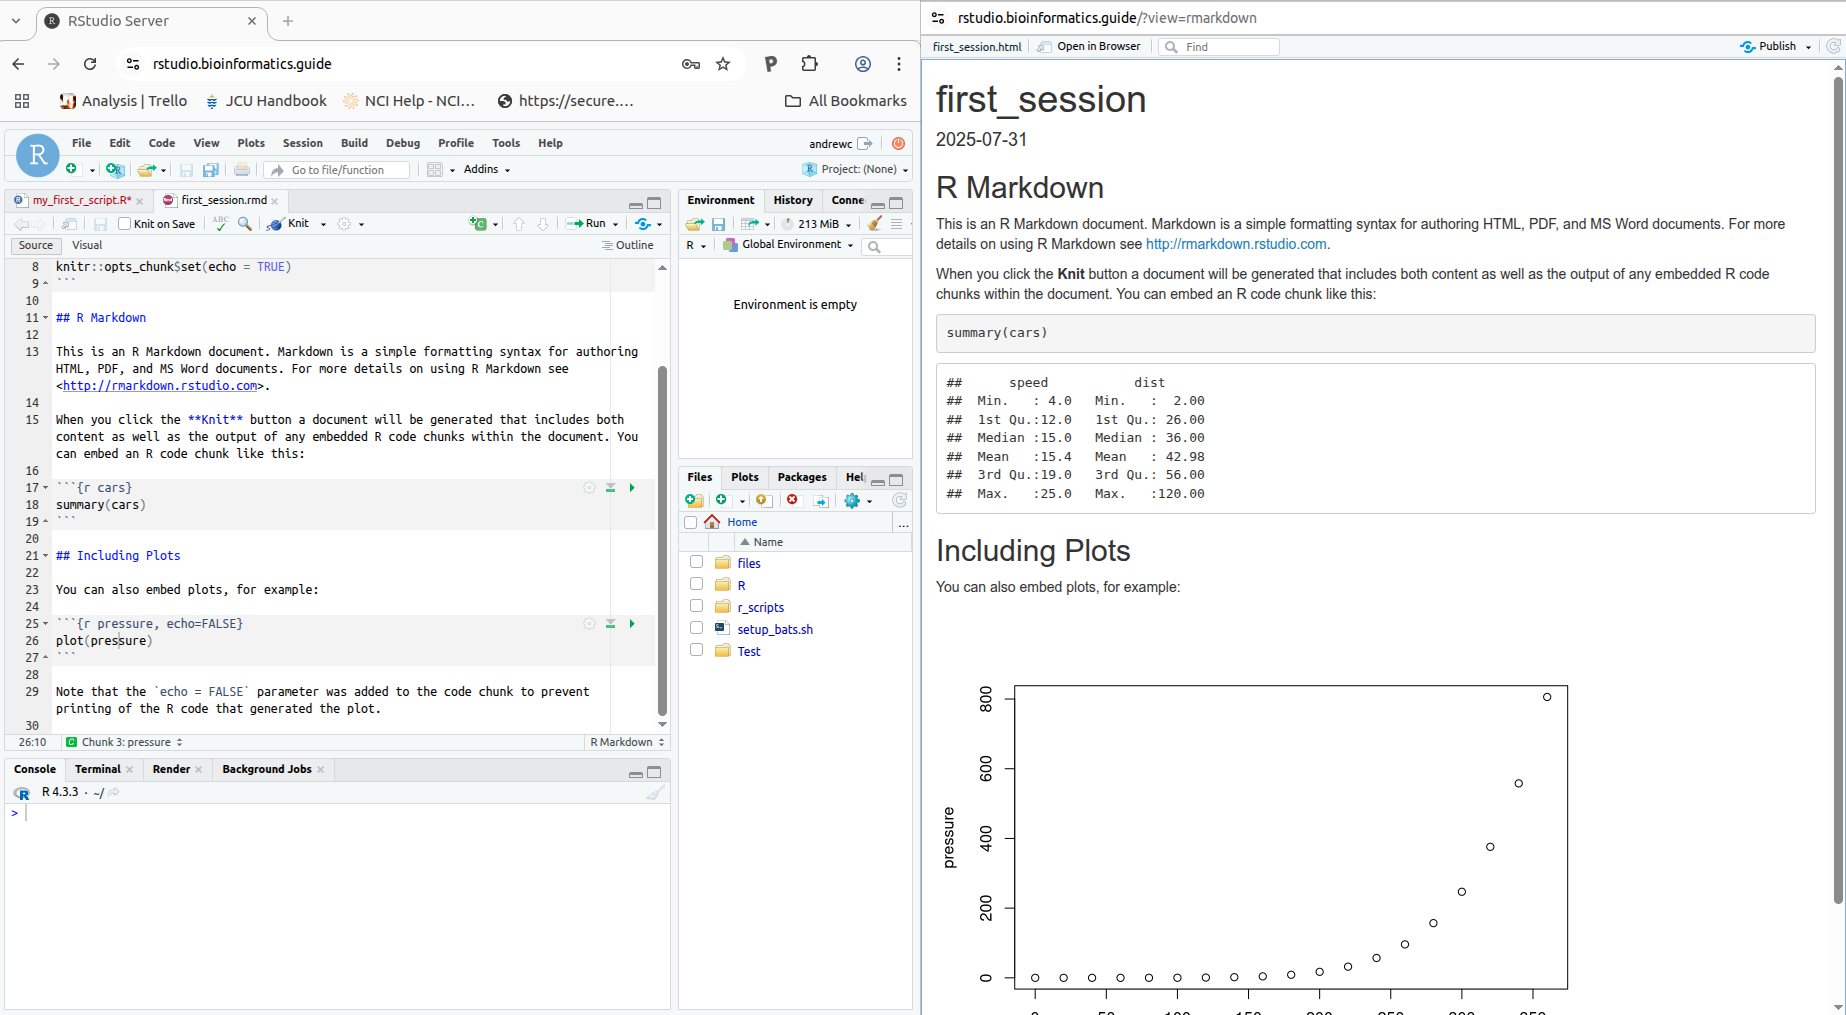 RStudio Server
rstudio.bioinformatics.guide
Analysis | Trello
JCU Handbook
NCI Help - NCI...
https://secure....
All Bookmarks
R
File Edit Code View Plots Session Build Debug Profile Tools Help
andrewc
Go to file/function
Addins
Project: (None)
my_first_r_script.R*
first_session.rmd
Knit on Save
Knit
Run
Source
Visual
Outline
8 knitr::opts_chunk$set(echo = TRUE)
9 ```
10
11 ## R Markdown
12
13 This is an R Markdown document. Markdown is a simple formatting syntax for authoring
HTML, PDF, and MS Word documents. For more details on using R Markdown see
<http://rmarkdown.rstudio.com>.
14
15 When you click the **Knit** button a document will be generated that includes both
content as well as the output of any embedded R code chunks within the document. You
can embed an R code chunk like this:
16
17 ```{r cars}
18 summary(cars)
19 ```
20
21 ## Including Plots
22
23 You can also embed plots, for example:
24
25 ```{r pressure, echo=FALSE}
26 plot(pressure)
27 ```
28
29 Note that the `echo = FALSE` parameter was added to the code chunk to prevent
printing of the R code that generated the plot.
30
26:10
Chunk 3: pressure
R Markdown
Console Terminal Render Background Jobs
R 4.3.3 · ~/
>
Environment History Conne
213 MiB
R
Global Environment
Environment is empty
Files Plots Packages Hel
Home
...
Name
files
R
r_scripts
setup_bats.sh
Test
rstudio.bioinformatics.guide/?view=rmarkdown
first_session.html
Open in Browser
Find
Publish
first_session
2025-07-31
R Markdown
This is an R Markdown document. Markdown is a simple formatting syntax for authoring HTML, PDF, and MS Word documents. For more
details on using R Markdown see http://rmarkdown.rstudio.com.
When you click the Knit button a document will be generated that includes both content as well as the output of any embedded R code
chunks within the document. You can embed an R code chunk like this:
summary(cars)
## speed dist
## Min. : 4.0 Min. : 2.00
## 1st Qu.:12.0 1st Qu.: 26.00
## Median :15.0 Median : 36.00
## Mean :15.4 Mean : 42.98
## 3rd Qu.:19.0 3rd Qu.: 56.00
## Max. :25.0 Max. :120.00
Including Plots
You can also embed plots, for example:
800
600
400
200
0
pressure
0 50 100 150 200 250 300 350